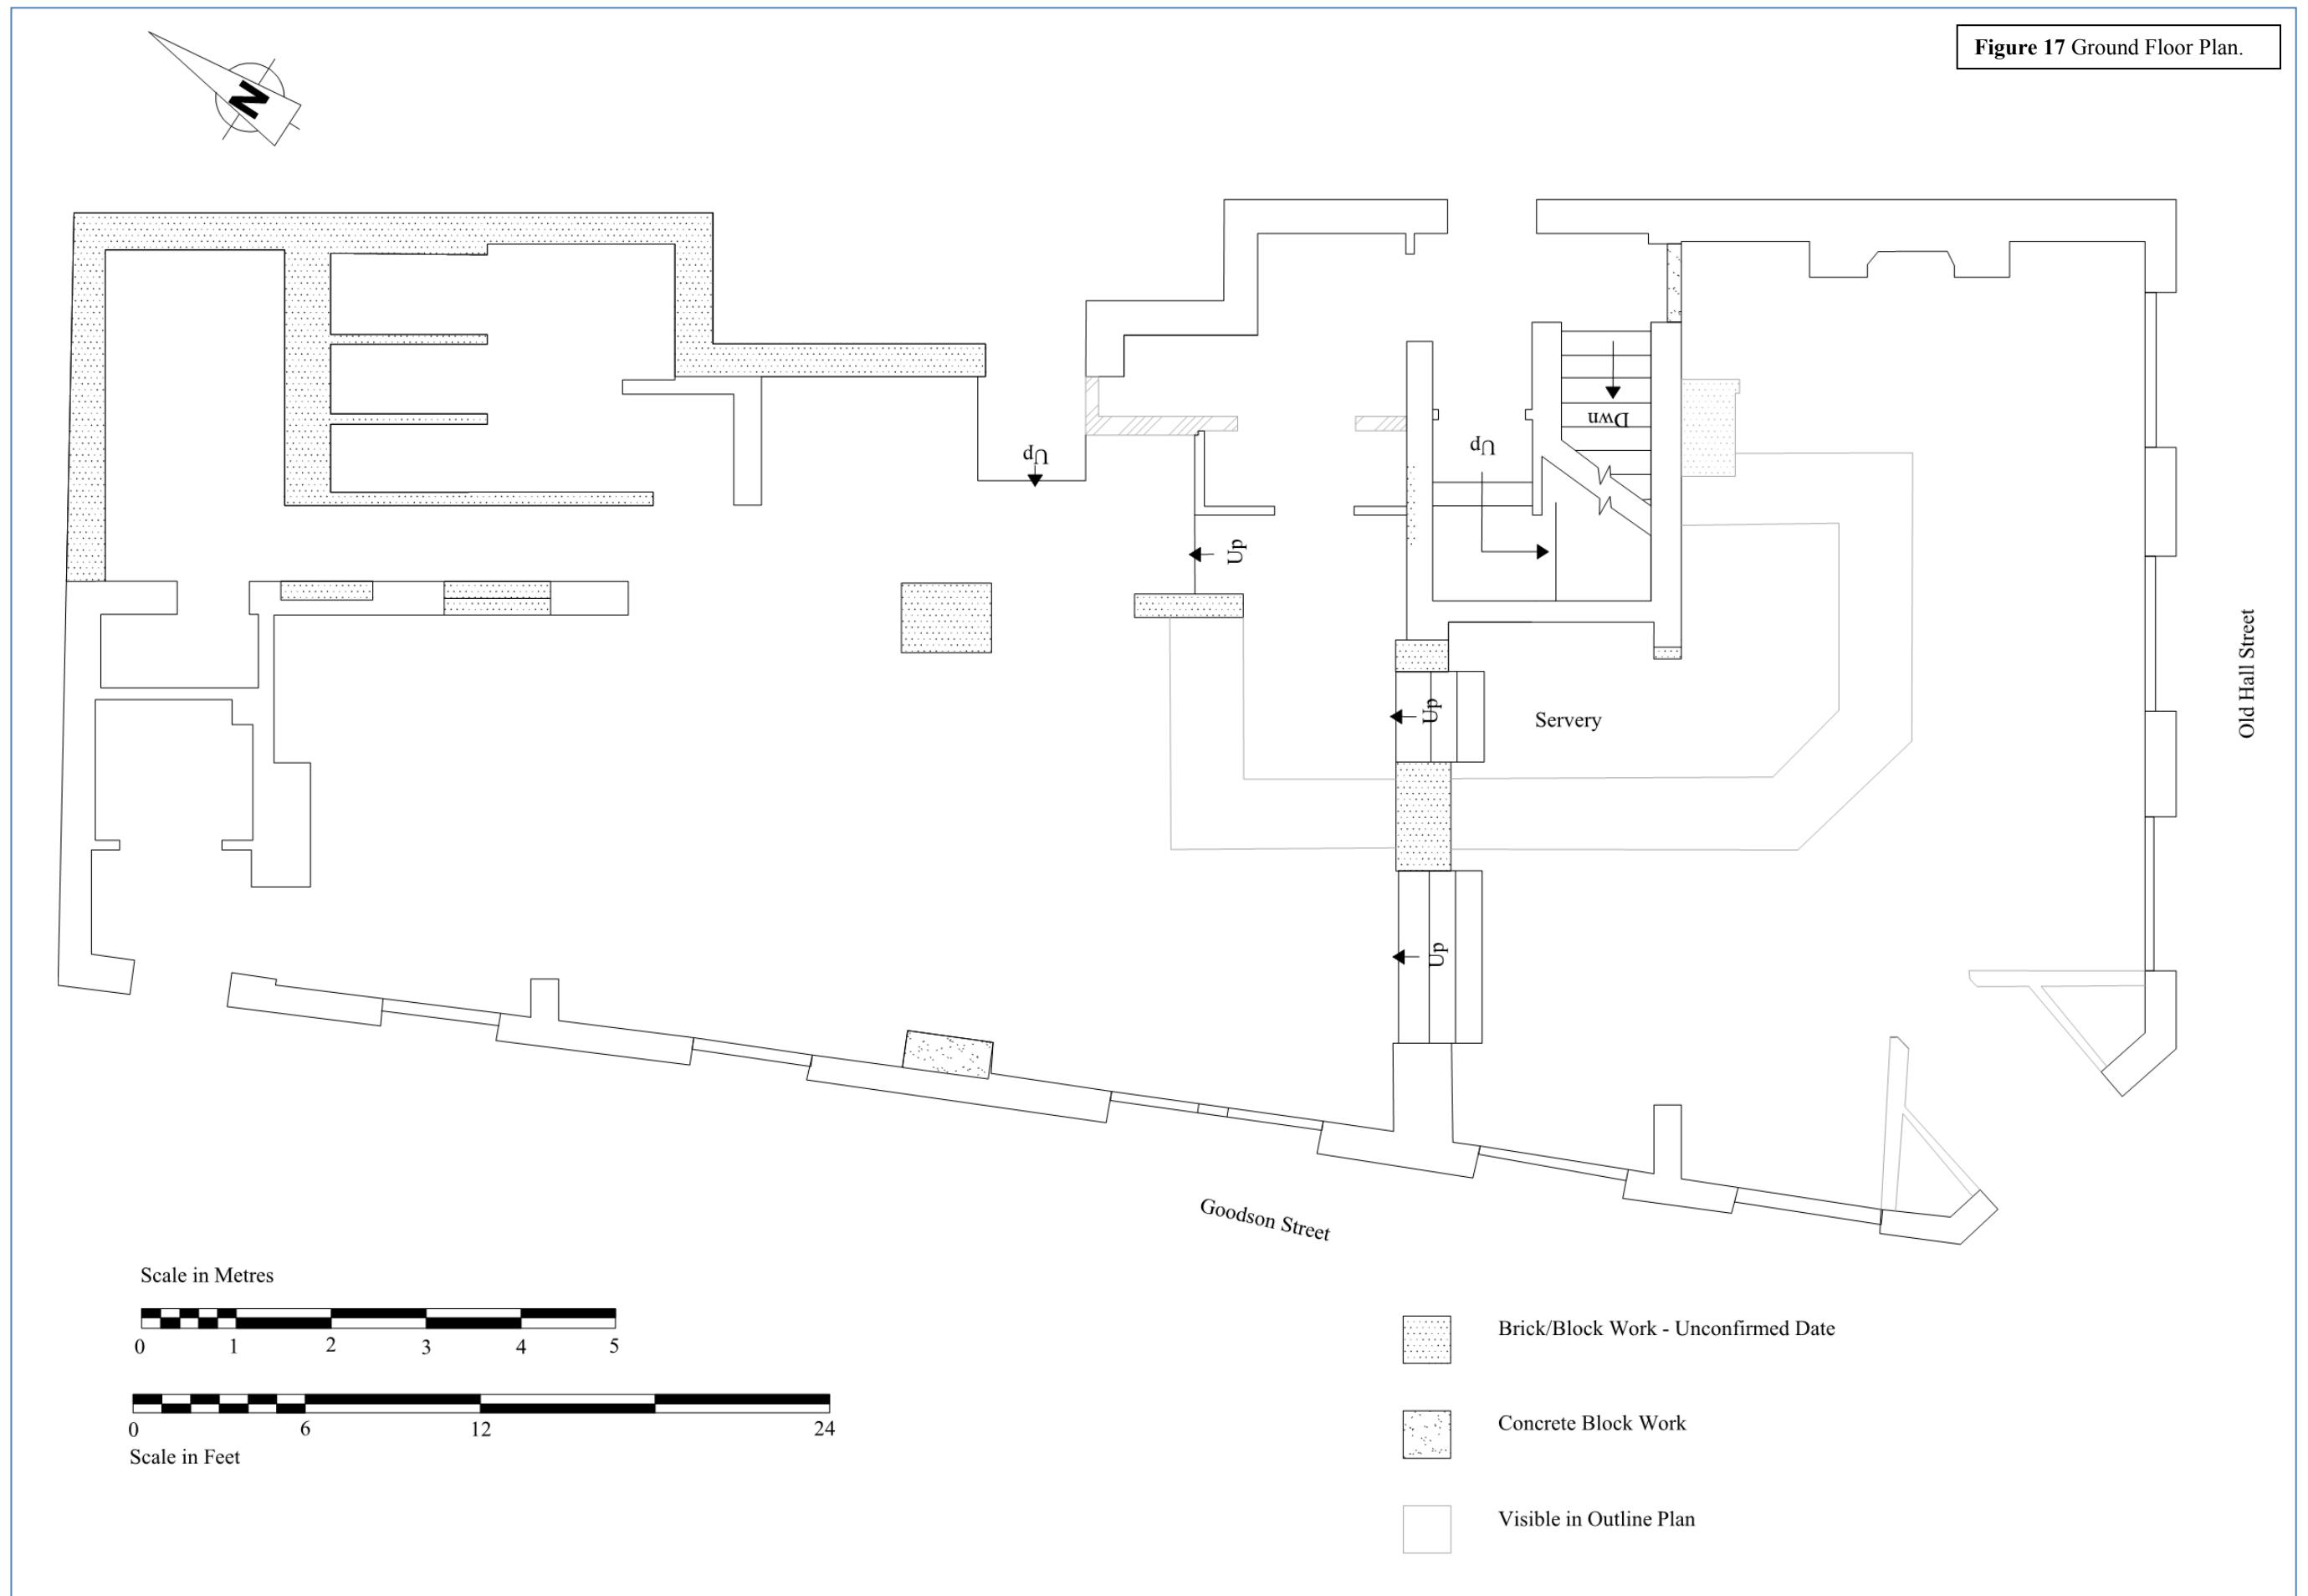 Figure 17 Ground Floor Plan.
N
Up
Up
Up
Dwn
Up
Servery
Up
Old Hall Street
Goodson Street
Scale in Metres
0 1 2 3 4 5
0 6 12 24
Scale in Feet
Brick/Block Work - Unconfirmed Date
Concrete Block Work
Visible in Outline Plan